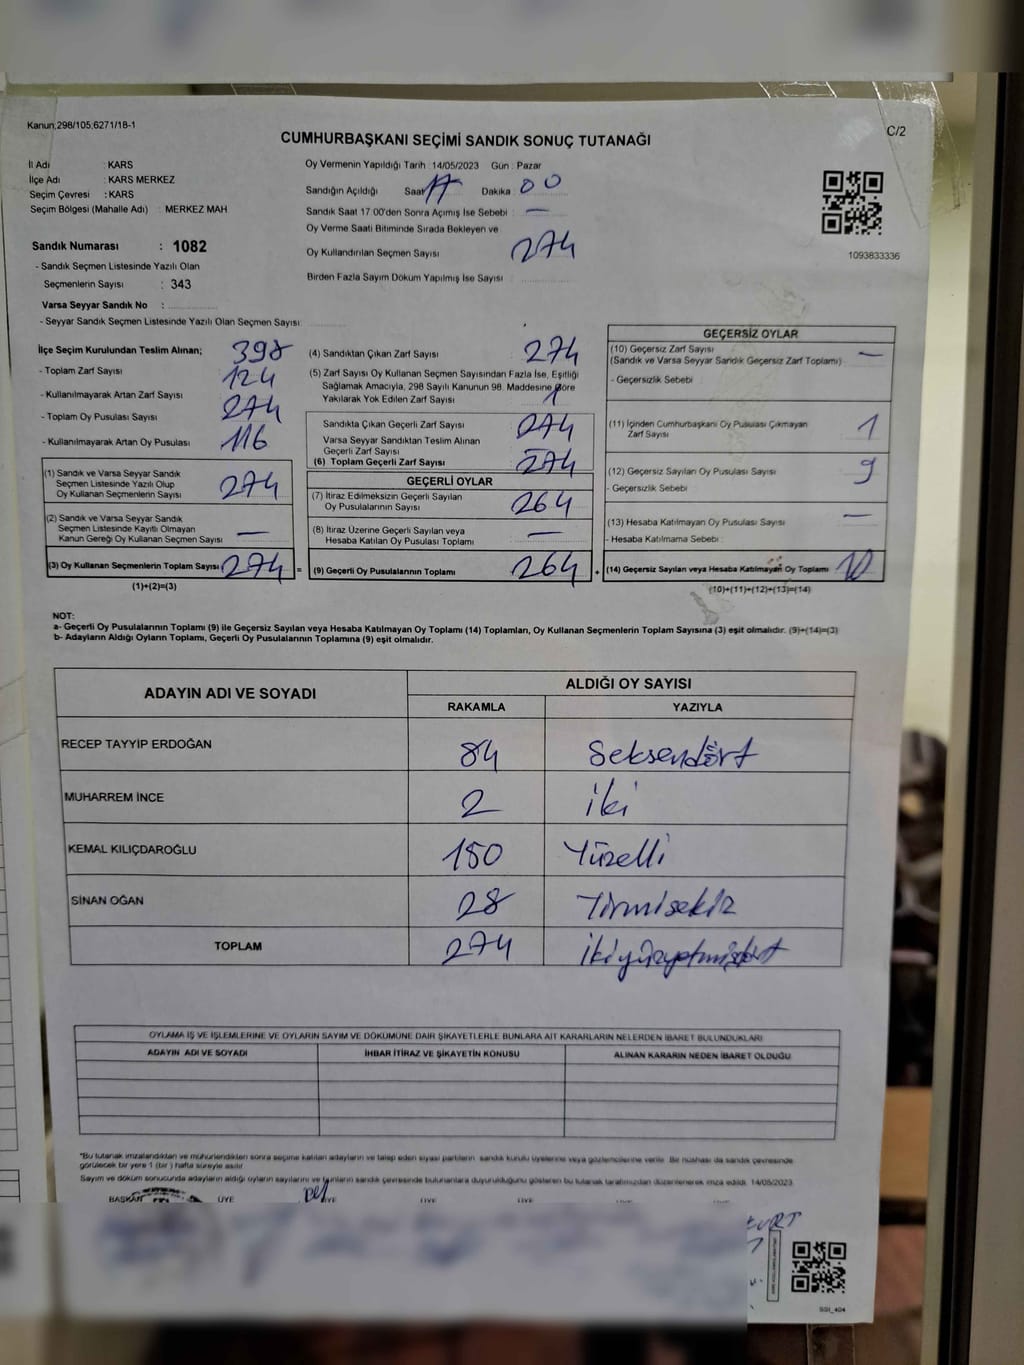 Kanun;298/105;6271/18-1
C/2
CUMHURBAŞKANI SEÇİMİ SANDIK SONUÇ TUTANAĞI
İl Adı : KARS
İlçe Adı : KARS MERKEZ
Seçim Çevresi : KARS
Seçim Bölgesi (Mahalle Adı) : MERKEZ MAH
Sandık Numarası : 1082
- Sandık Seçmen Listesinde Yazılı Olan
Seçmenlerin Sayısı : 343
Varsa Seyyar Sandık No :
- Seyyar Sandık Seçmen Listesinde Yazılı Olan Seçmen Sayısı
Oy Vermenin Yapıldığı Tarih : 14/05/2023 Gün : Pazar
Sandığın Açıldığı Saat 17 Dakika : 00
Sandık Saat 17.00'den Sonra Açımış İse Sebebi : —
Oy Verme Saati Bitiminde Sırada Bekleyen ve
Oy Kullandırılan Seçmen Sayısı 274
Birden Fazla Sayım Döküm Yapılmış İse Sayısı :
1093833336
İlçe Seçim Kurulundan Teslim Alınan; 398
- Toplam Zarf Sayısı 124
- Kullanılmayarak Artan Zarf Sayısı 274
- Toplam Oy Pusulası Sayısı
- Kullanılmayarak Artan Oy Pusulası 116
(1) Sandık ve Varsa Seyyar Sandık
Seçmen Listesinde Yazılı Olup
Oy Kullanan Seçmenlerin Sayısı 274
(2) Sandık ve Varsa Seyyar Sandık
Seçmen Listesinde Kayıtlı Olmayan
Kanun Gereği Oy Kullanan Seçmen Sayısı —
(3) Oy Kullanan Seçmenlerin Toplam Sayısı 274 =
(1)+(2)=(3)
(4) Sandıktan Çıkan Zarf Sayısı 274
(5) Zarf Sayısı Oy Kullanan Seçmen Sayısından Fazla İse, Eşitliği
Sağlamak Amacıyla, 298 Sayılı Kanunun 98. Maddesine Göre
Yakılarak Yok Edilen Zarf Sayısı 1
Sandıkta Çıkan Geçerli Zarf Sayısı 274
Varsa Seyyar Sandıktan Teslim Alınan
Geçerli Zarf Sayısı
(6) Toplam Geçerli Zarf Sayısı 274
GEÇERLİ OYLAR
(7) İtiraz Edilmeksizin Geçerli Sayılan
Oy Pusulalarının Sayısı 264
(8) İtiraz Üzerine Geçerli Sayılan veya
Hesaba Katılan Oy Pusulası Toplamı —
(9) Geçerli Oy Pusulalarının Toplamı 264 +
GEÇERSİZ OYLAR
(10) Geçersiz Zarf Sayısı
(Sandık ve Varsa Seyyar Sandık Geçersiz Zarf Toplamı) —
- Geçersizlik Sebebi
(11) İçinden Cumhurbaşkanı Oy Pusulası Çıkmayan
Zarf Sayısı 1
(12) Geçersiz Sayılan Oy Pusulası Sayısı 9
- Geçersizlik Sebebi :
(13) Hesaba Katılmayan Oy Pusulası Sayısı —
- Hesaba Katılmama Sebebi :
(14) Geçersiz Sayılan veya Hesaba Katılmayan Oy Toplamı 10
(10)+(11)+(12)+(13)=(14)
NOT:
a- Geçerli Oy Pusulalarının Toplamı (9) ile Geçersiz Sayılan veya Hesaba Katılmayan Oy Toplamı (14) Toplamları, Oy Kullanan Seçmenlerin Toplam Sayısına (3) eşit olmalıdır. (9)+(14)=(3)
b- Adayların Aldığı Oyların Toplamı, Geçerli Oy Pusulalarının Toplamına (9) eşit olmalıdır.
ADAYIN ADI VE SOYADI ALDIĞI OY SAYISI
RAKAMLA YAZIYLA
RECEP TAYYİP ERDOĞAN 84 Seksendört
MUHARREM İNCE 2 iki
KEMAL KILIÇDAROĞLU 150 Yüzelli
SİNAN OĞAN 28 Yirmisekiz
TOPLAM 274 ikiyüzyetmişdört
OYLAMA İŞ VE İŞLEMLERİNE VE OYLARIN SAYIM VE DÖKÜMÜNE DAİR ŞİKAYETLERLE BUNLARA AİT KARARLARIN NELERDEN İBARET BULUNDUKLARI
ADAYIN ADI VE SOYADI İHBAR İTİRAZ VE ŞİKAYETİN KONUSU ALINAN KARARIN NEDEN İBARET OLDUĞU
*Bu tutanak imzalandıktan ve mühürlendikten sonra seçime katılan adayların ve talep eden siyasi partilerin sandık kurulu üyelerine veya gözlemcilerine verilir. Bir nüshası da sandık çevresinde
görülecek bir yere 1 (bir) hafta süreyle asılır.
Sayım ve döküm sonucunda adayların aldığı oyların sayılarını ve bunların sandık çevresinde bulunanlara duyurulduğunu gösteren bu tutanak tarafımızdan düzenlenerek imza edildi. 14/05/2023
BAŞKAN ÜYE ÜYE ÜYE ÜYE
SSI_404